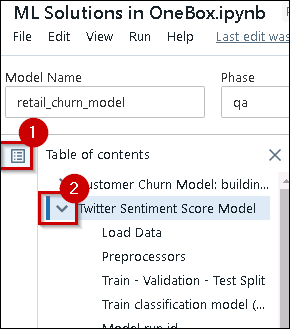 ML Solutions in OneBox.ipynb
File Edit View Insert Help Last edit was
Model Name Phase
retail_churn_model qa
1
Table of contents
2
Customer Churn Model: buildin...
Twitter Sentiment Score Model
Load Data
Preprocessors
Train - Validation - Test Split
Train classification model (...
Model run id